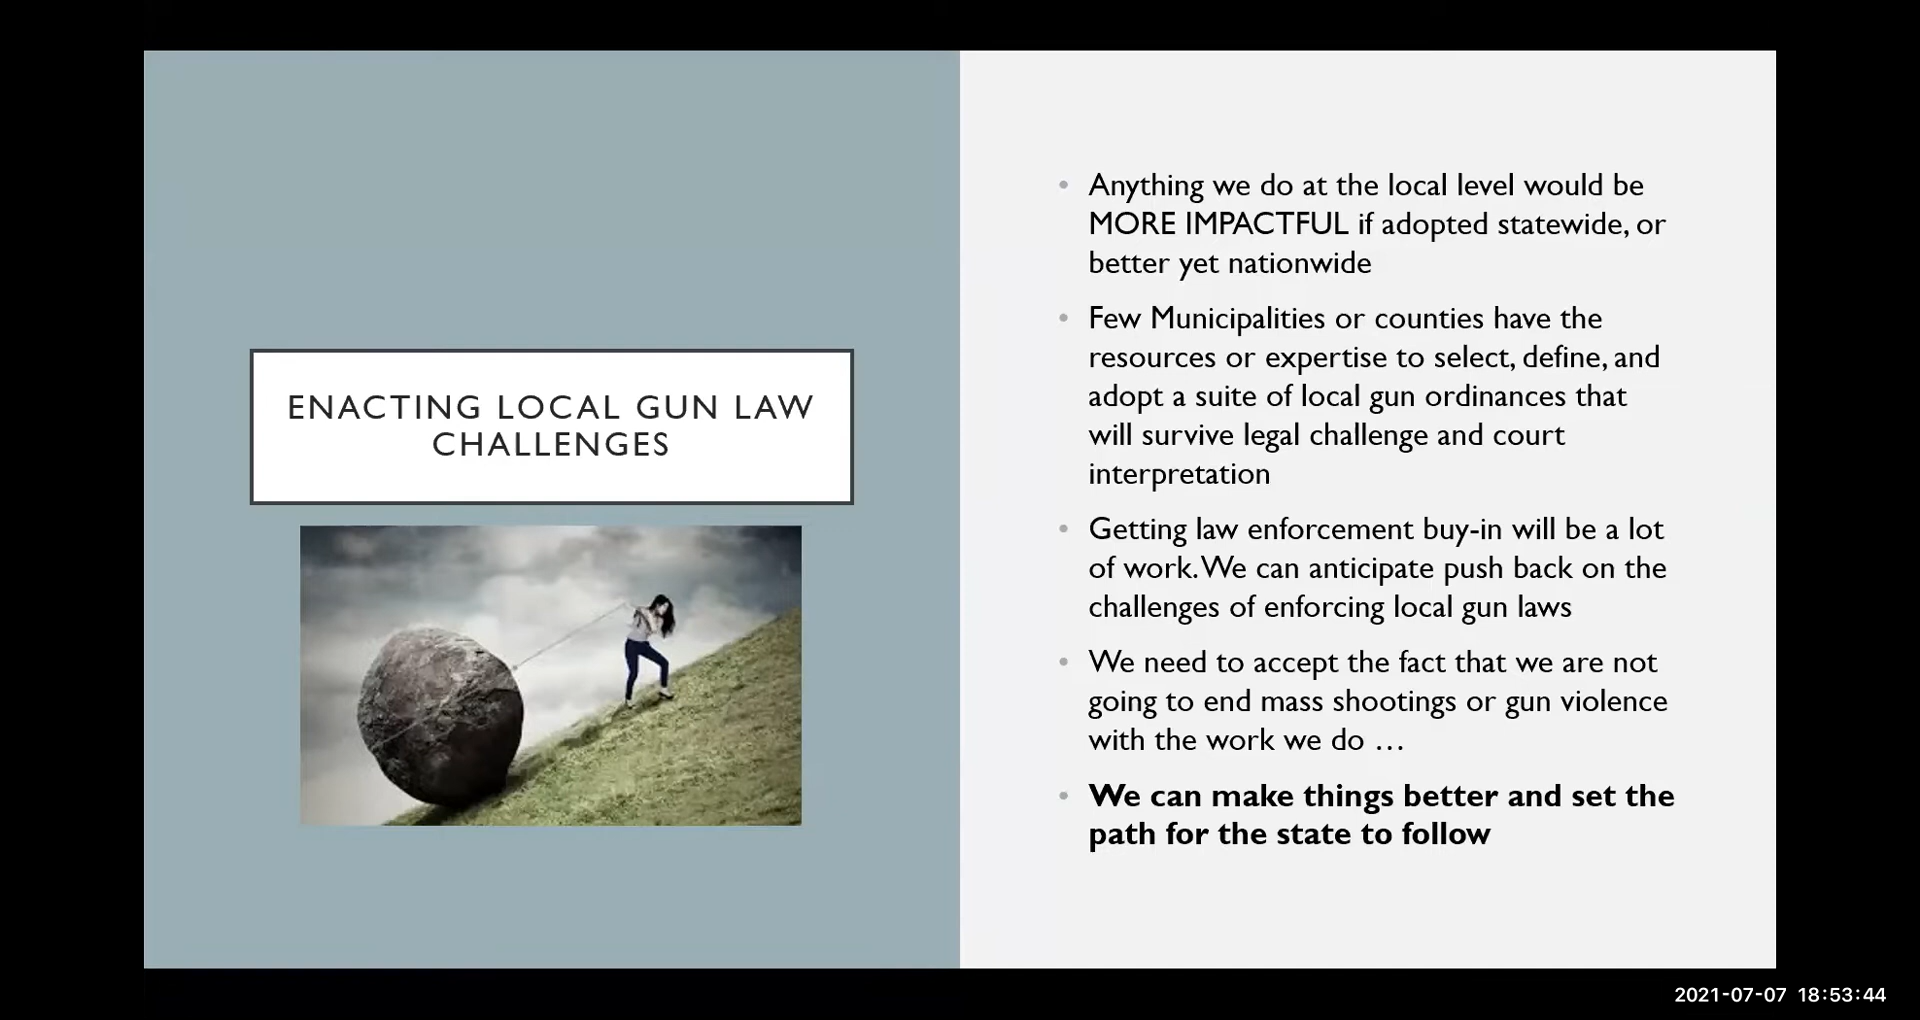 ENACTING LOCAL GUN LAW
CHALLENGES
• Anything we do at the local level would be
MORE IMPACTFUL if adopted statewide, or
better yet nationwide
• Few Municipalities or counties have the
resources or expertise to select, define, and
adopt a suite of local gun ordinances that
will survive legal challenge and court
interpretation
• Getting law enforcement buy-in will be a lot
of work. We can anticipate push back on the
challenges of enforcing local gun laws
• We need to accept the fact that we are not
going to end mass shootings or gun violence
with the work we do …
• We can make things better and set the
path for the state to follow
2021-07-07 18:53:44